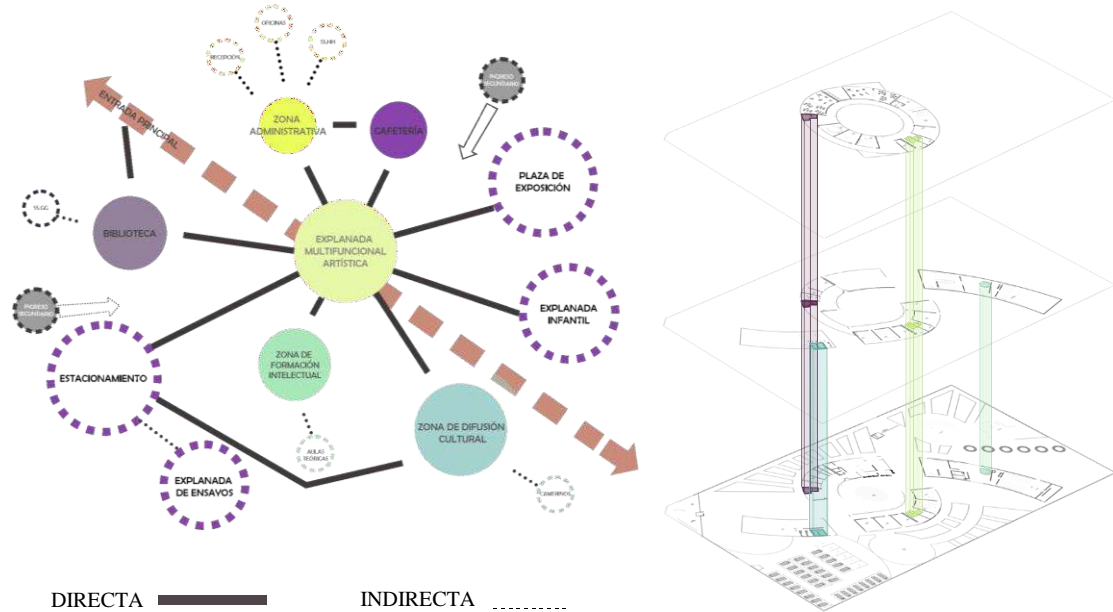 OFICINAS
SS.HH
RECEPCIÓN
INGRESO
SECUNDARIO
ENTRADA PRINCIPAL
ZONA
ADMINISTRATIVA
CAFETERÍA
PLAZA DE
EXPOSICIÓN
SS.GG
BIBLIOTECA
EXPLANADA
MULTIFUNCIONAL
ARTÍSTICA
INGRESO
SECUNDARIO
EXPLANADA
INFANTIL
ZONA DE
FORMACIÓN
INTELECTUAL
ESTACIONAMIENTO
ZONA DE DIFUSIÓN
CULTURAL
AULAS
TEÓRICAS
EXPLANADA
DE ENSAYOS
CAMERINOS
DIRECTA
INDIRECTA